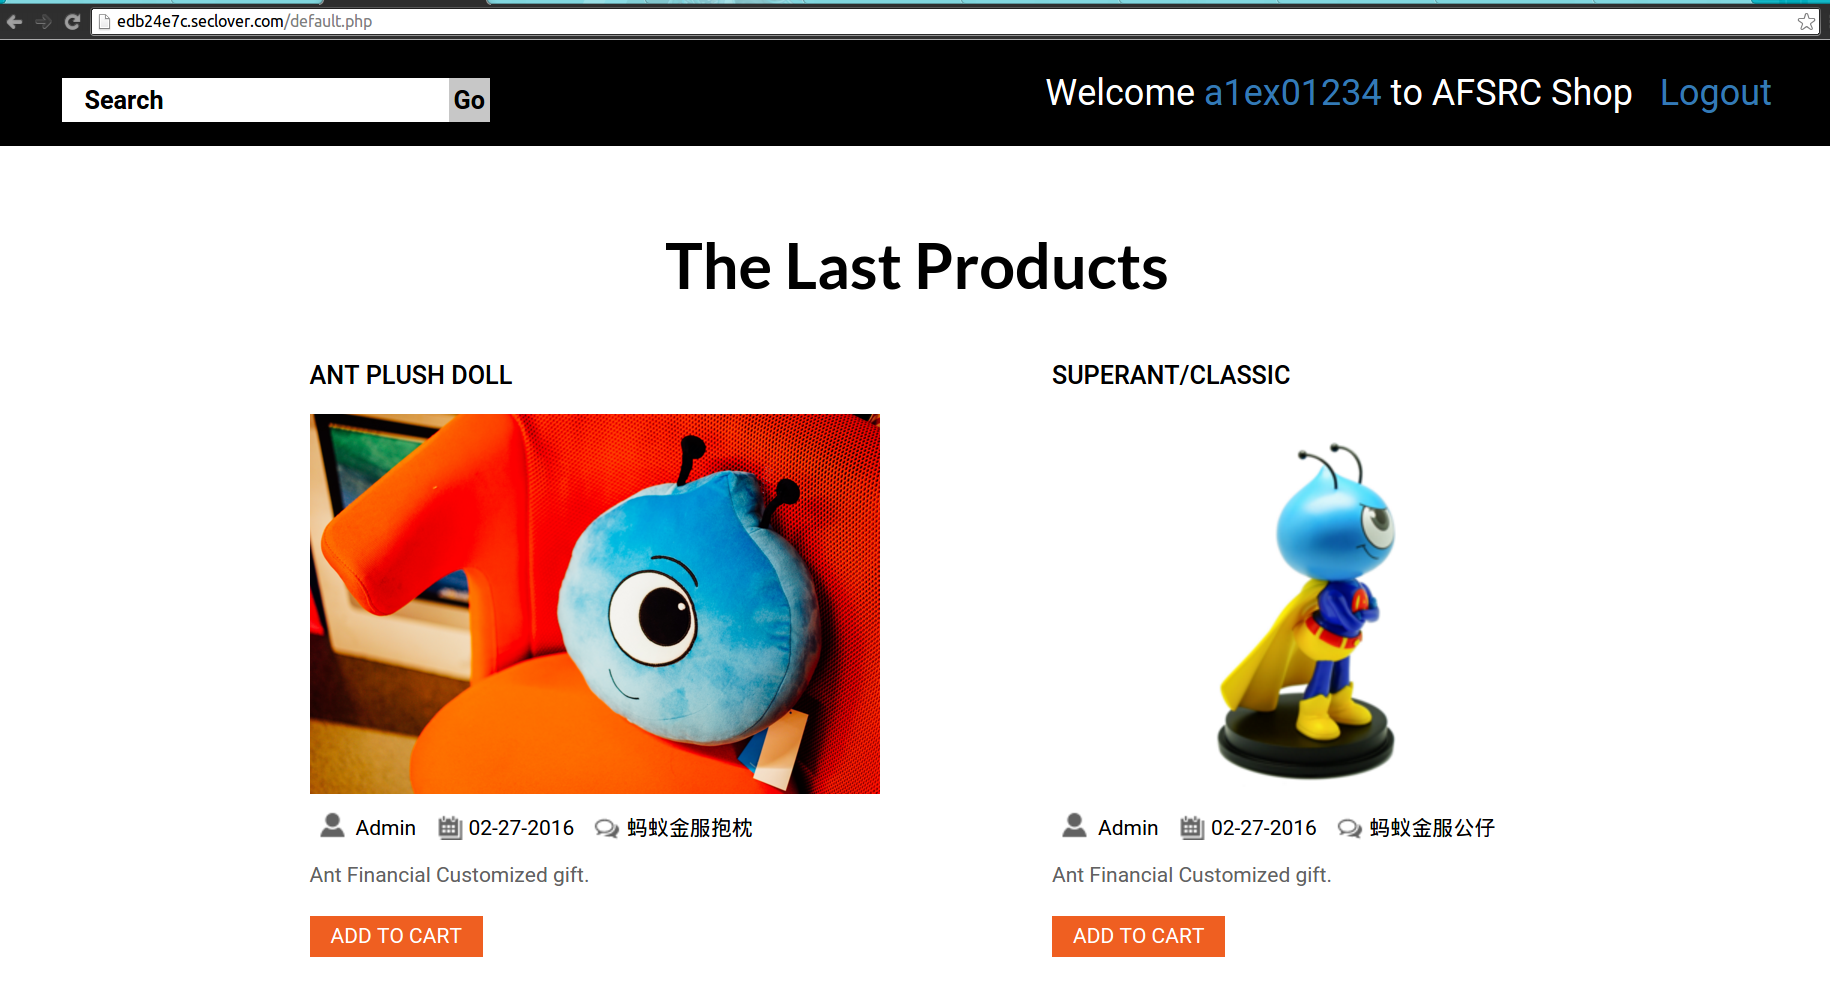 edb24e7c.seclover.com/default.php
Search
Go
Welcome a1ex01234 to AFSRC Shop Logout
The Last Products
ANT PLUSH DOLL
Admin 02-27-2016 蚂蚁金服抱枕
Ant Financial Customized gift.
ADD TO CART
SUPERANT/CLASSIC
Admin 02-27-2016 蚂蚁金服公仔
Ant Financial Customized gift.
ADD TO CART